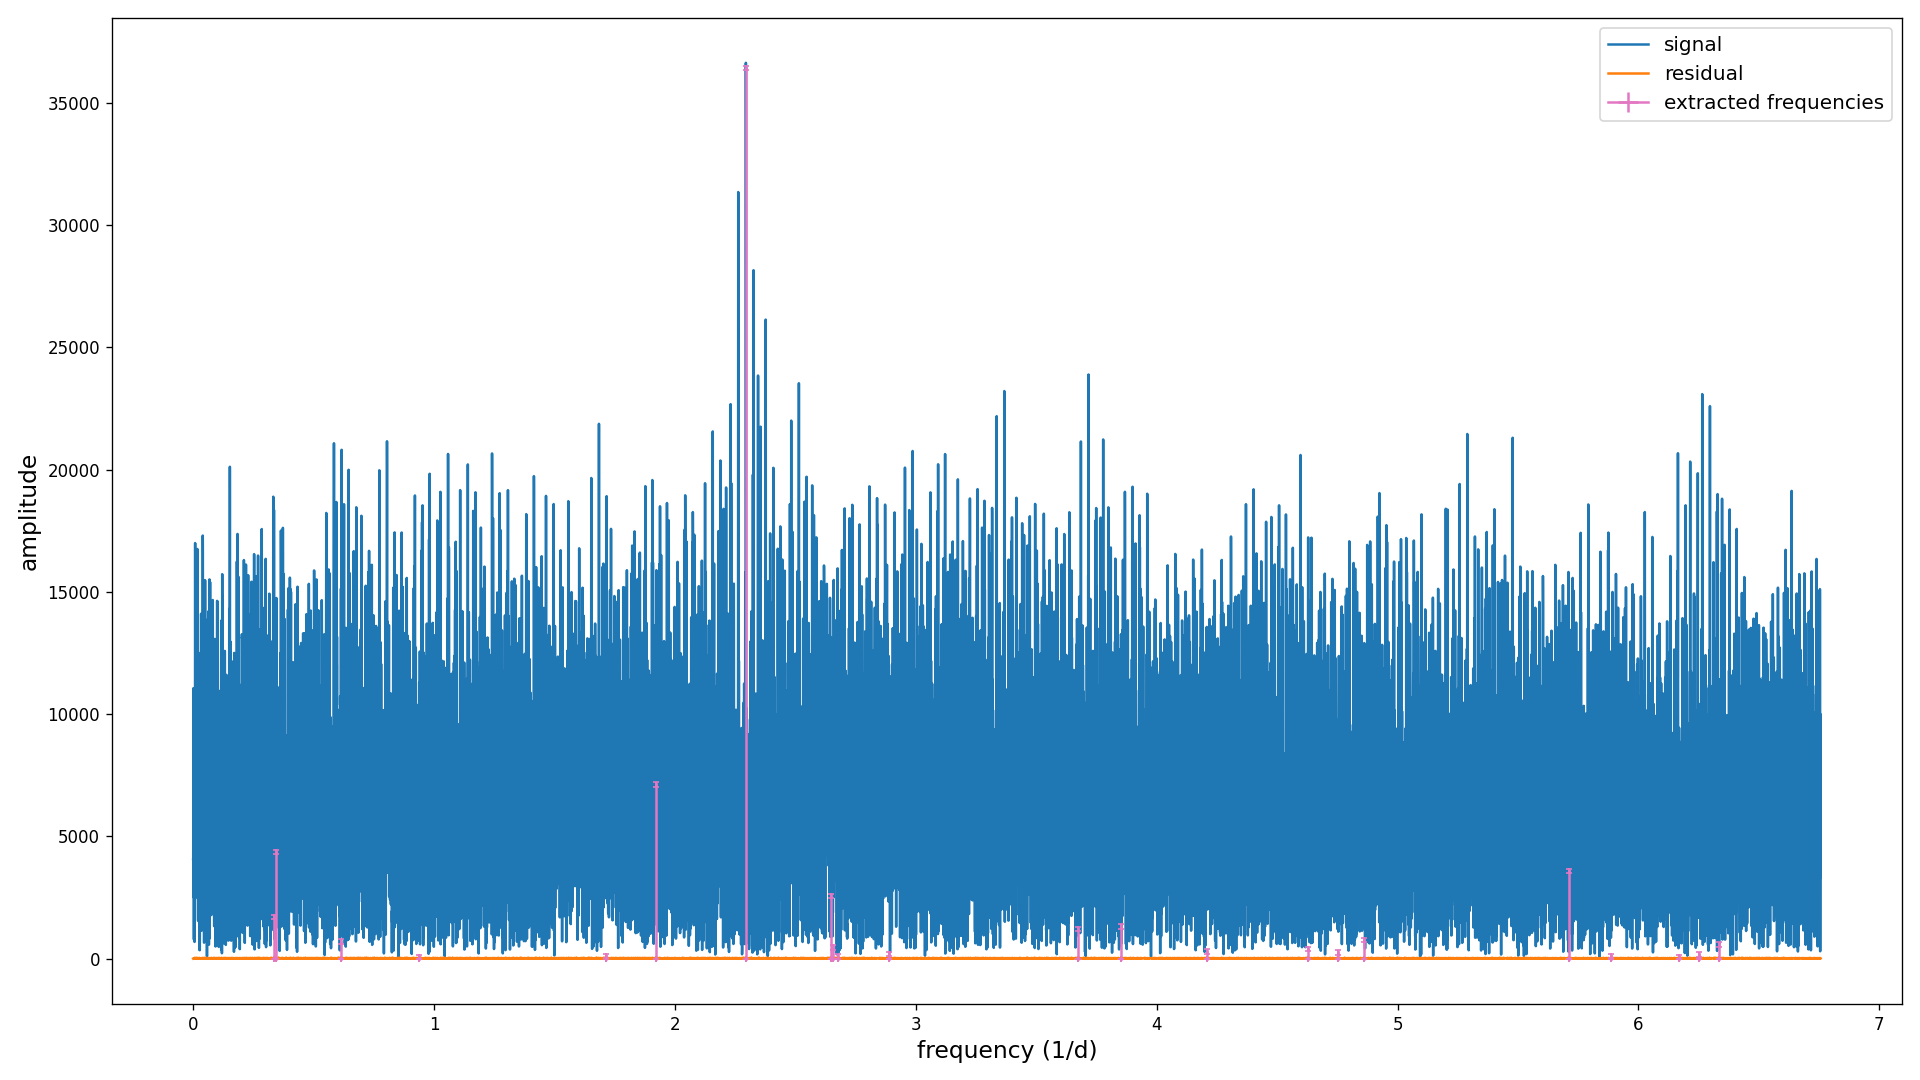 signal
residual
extracted frequencies
35000
30000
25000
20000
15000
10000
5000
0
amplitude
0 1 2 3 4 5 6 7
frequency (1/d)